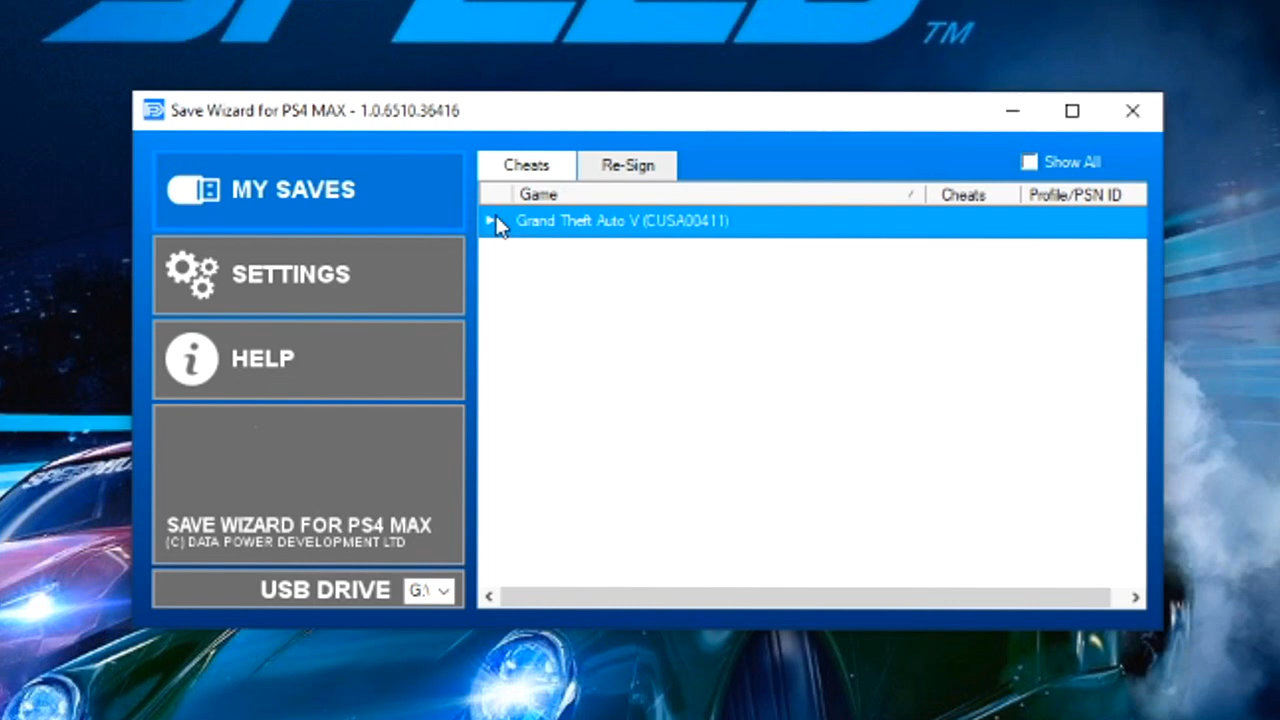 SPEED
TM
Save Wizard for PS4 MAX - 1.0.6510.36416
MY SAVES
SETTINGS
HELP
SAVE WIZARD FOR PS4 MAX
(C) DATA POWER DEVELOPMENT LTD
USB DRIVE G:\
Cheats Re-Sign Show All
Game Cheats Profile/PSN ID
Grand Theft Auto V (CUSA00411)